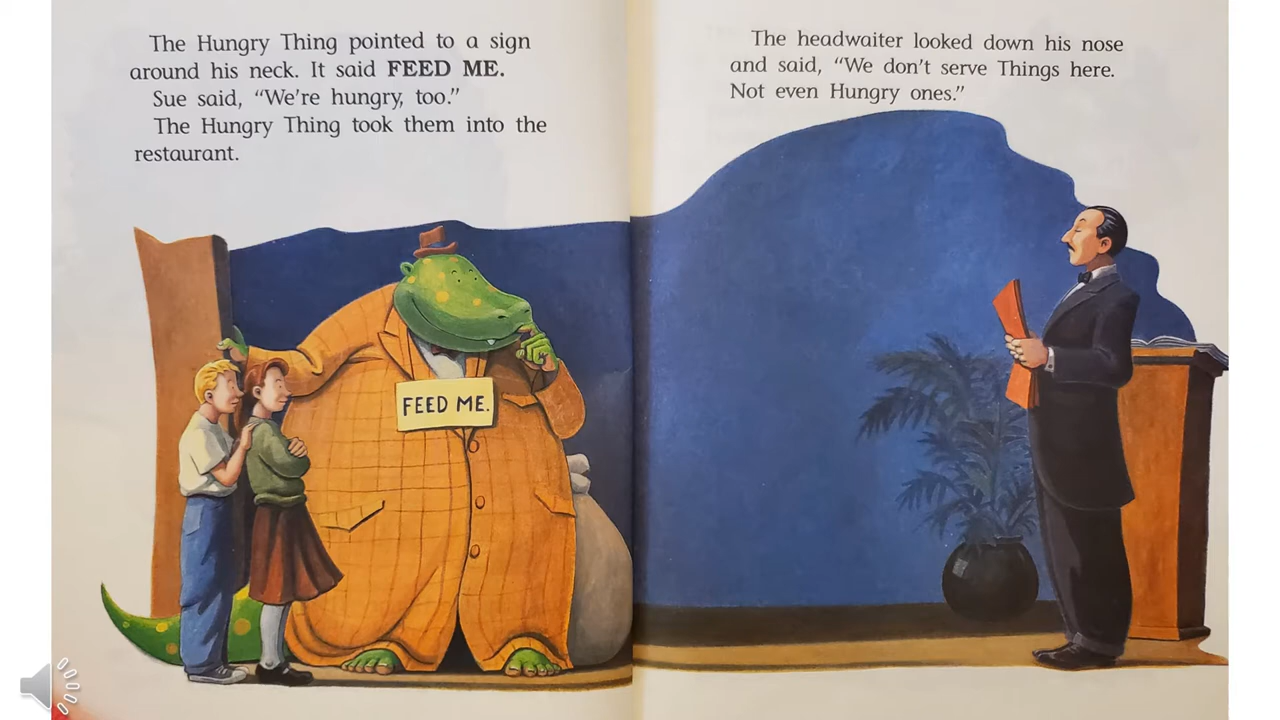 The Hungry Thing pointed to a sign
around his neck. It said FEED ME.
Sue said, “We’re hungry, too.”
The Hungry Thing took them into the
restaurant.
FEED ME.
The headwaiter looked down his nose
and said, “We don’t serve Things here.
Not even Hungry ones.”